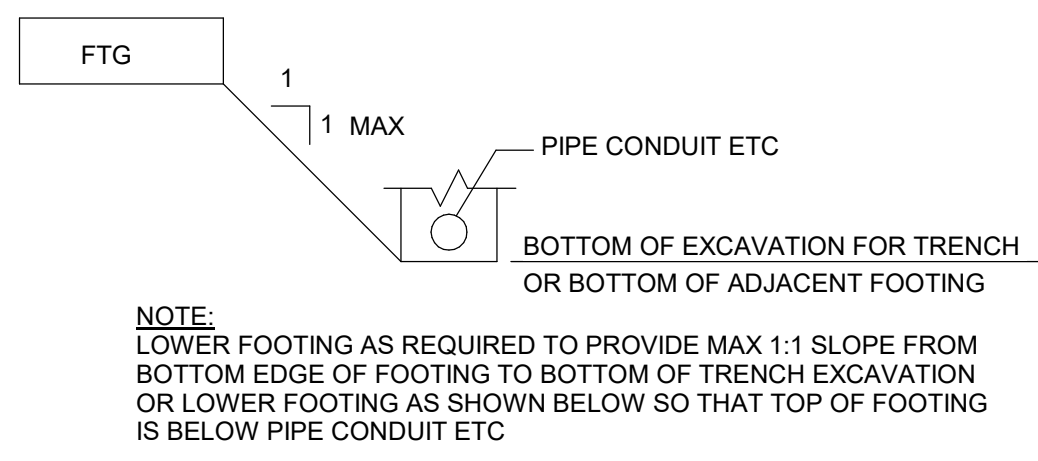 FTG
1
1 MAX
PIPE CONDUIT ETC
BOTTOM OF EXCAVATION FOR TRENCH
OR BOTTOM OF ADJACENT FOOTING
NOTE:
LOWER FOOTING AS REQUIRED TO PROVIDE MAX 1:1 SLOPE FROM
BOTTOM EDGE OF FOOTING TO BOTTOM OF TRENCH EXCAVATION
OR LOWER FOOTING AS SHOWN BELOW SO THAT TOP OF FOOTING
IS BELOW PIPE CONDUIT ETC